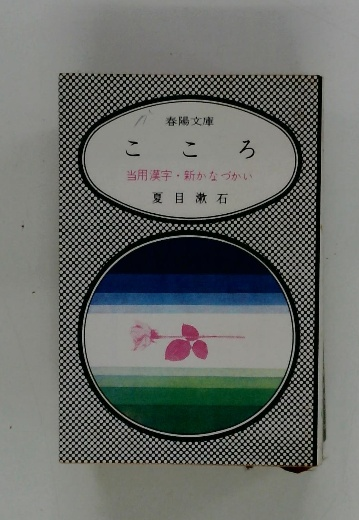 春陽文庫
こころ
当用漢字・新かなづかい
夏目漱石